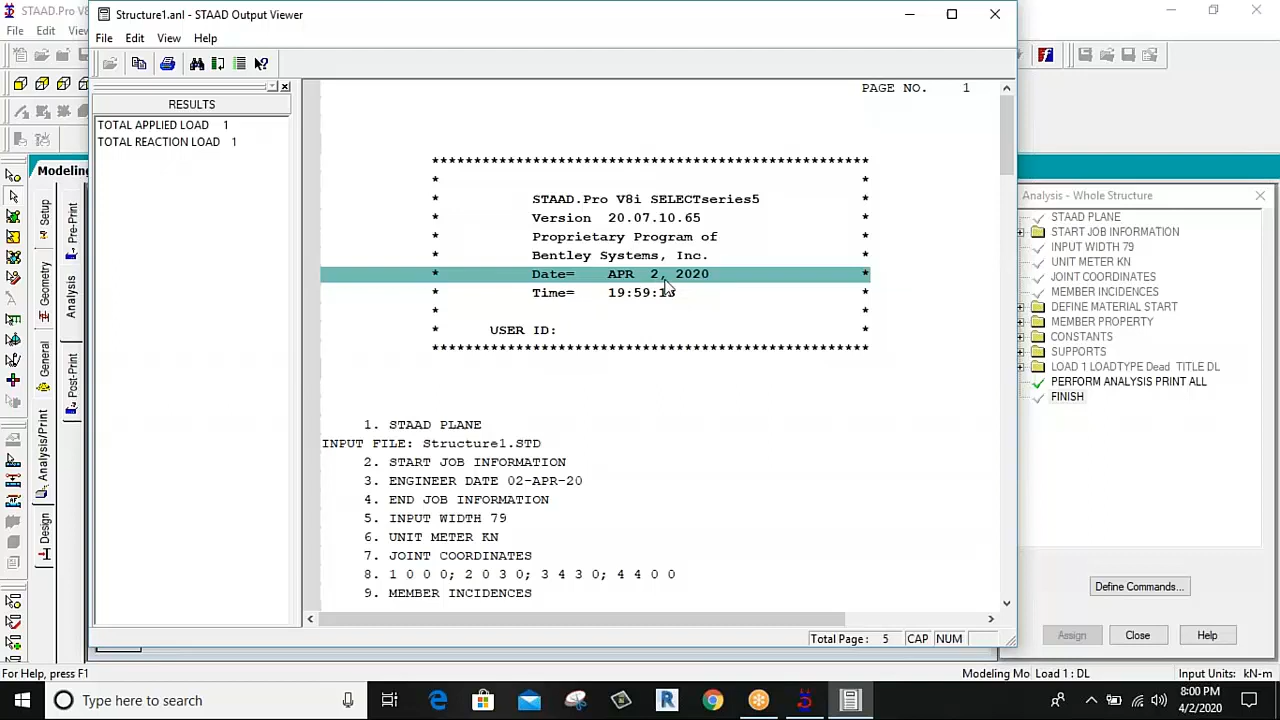 STAAD.Pro V8
Structure1.anl - STAAD Output Viewer
File Edit Vie
File Edit View Help
RESULTS
TOTAL APPLIED LOAD 1
TOTAL REACTION LOAD 1
PAGE NO. 1
***************************************************
* *
* STAAD.Pro V8i SELECTseries5 *
* Version 20.07.10.65 *
* Proprietary Program of *
* Bentley Systems, Inc. *
* Date= APR 2, 2020 *
* Time= *
* *
* USER ID: *
***************************************************
1. STAAD PLANE
INPUT FILE: Structure1.STD
2. START JOB INFORMATION
3. ENGINEER DATE 02-APR-20
4. END JOB INFORMATION
5. INPUT WIDTH 79
6. UNIT METER KN
7. JOINT COORDINATES
8. 1 0 0 0; 2 0 3 0; 3 4 3 0; 4 4 0 0
9. MEMBER INCIDENCES
Total Page: 5 CAP NUM
Modeling
Setup
Geometry
General
Analysis/Print
Design
Pre-Print
Analysis
Post-Print
Analysis - Whole Structure
STAAD PLANE
START JOB INFORMATION
INPUT WIDTH 79
UNIT METER KN
JOINT COORDINATES
MEMBER INCIDENCES
DEFINE MATERIAL START
MEMBER PROPERTY
CONSTANTS
SUPPORTS
LOAD 1 LOADTYPE Dead TITLE DL
PERFORM ANALYSIS PRINT ALL
FINISH
Define Commands...
Assign Close Help
For Help, press F1
Modeling Mo Load 1 : DL Input Units: kN-m
Type here to search
8:00 PM
4/2/2020